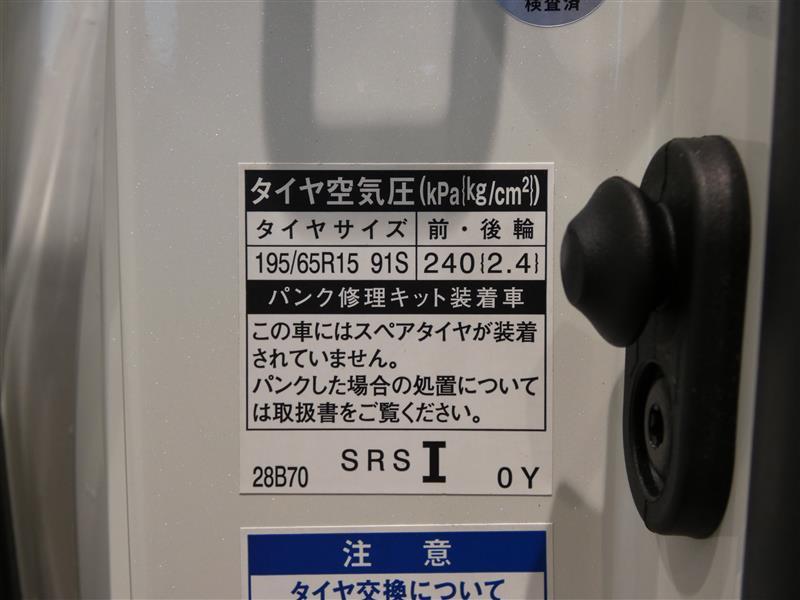 検査済
タイヤ空気圧(kPa{kg/cm²})
タイヤサイズ 前・後輪
195/65R15 91S 240{2.4}
パンク修理キット装着車
この車にはスペアタイヤが装着
されていません。
パンクした場合の処置について
は取扱書をご覧ください。
28B70 SRS I 0Y
注意
タイヤ交換について